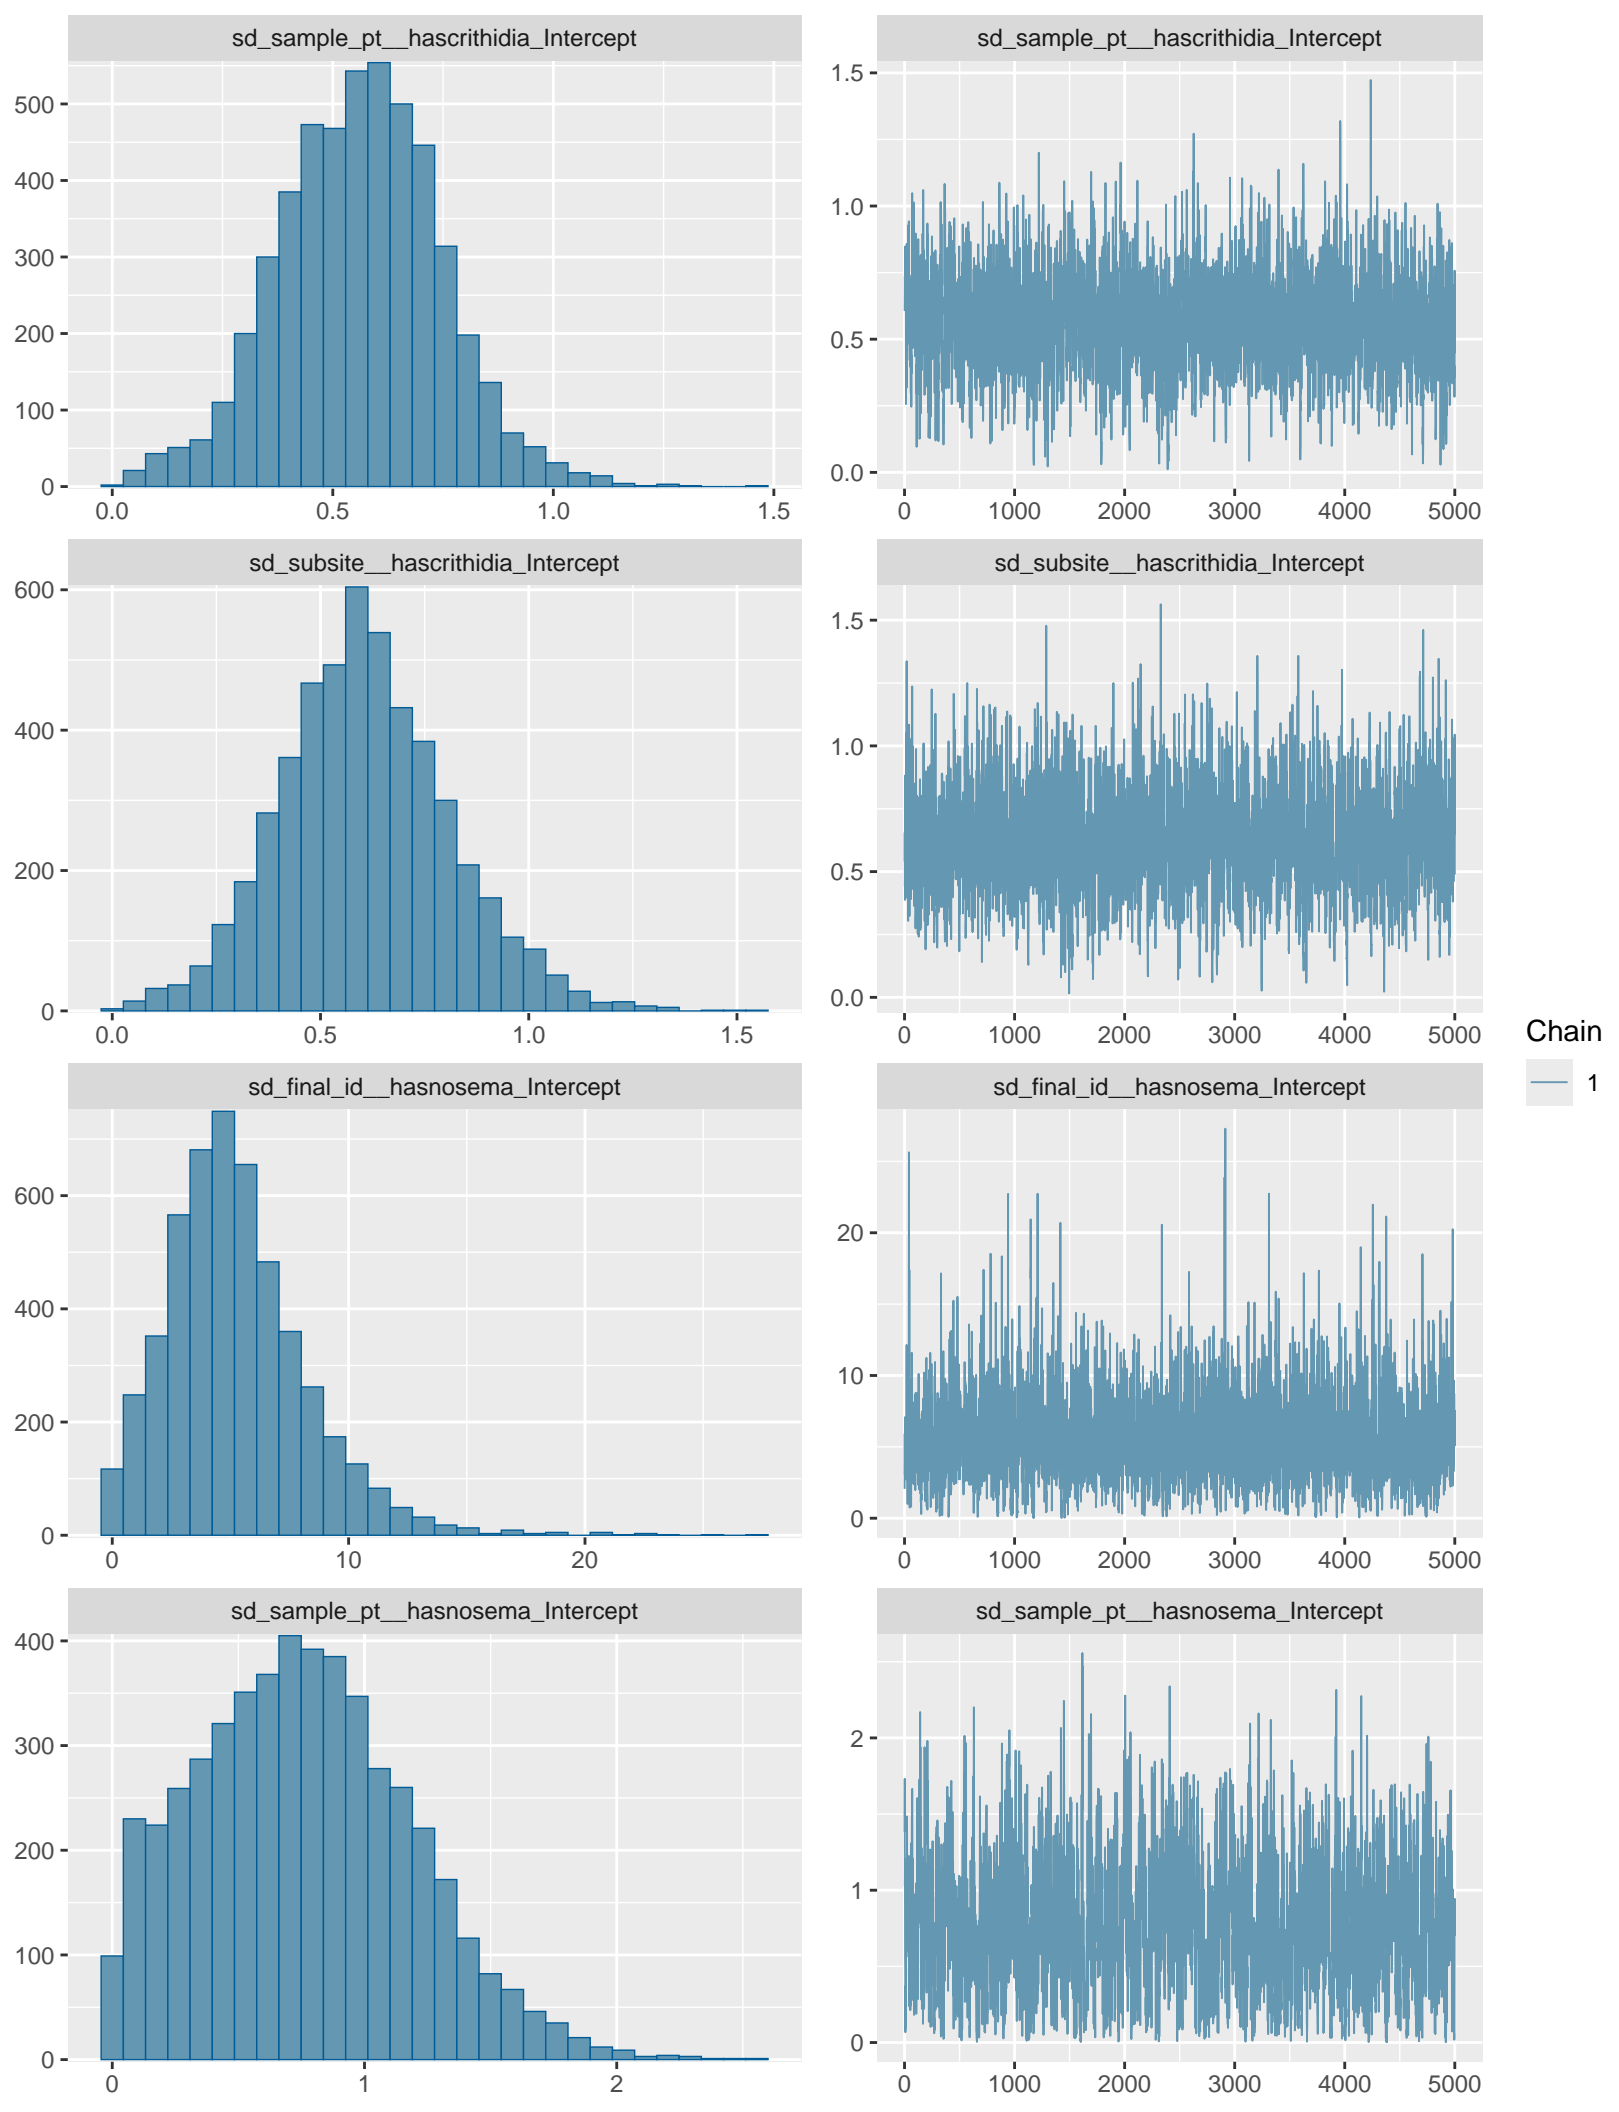 sd_sample_pt__hascrithidia_Intercept
sd_sample_pt__hascrithidia_Intercept
500
400
300
200
100
0
0.0 0.5 1.0 1.5
1.5
1.0
0.5
0.0
0 1000 2000 3000 4000 5000
sd_subsite__hascrithidia_Intercept
sd_subsite__hascrithidia_Intercept
600
400
200
0
0.0 0.5 1.0 1.5
1.5
1.0
0.5
0.0
0 1000 2000 3000 4000 5000
Chain
1
sd_final_id__hasnosema_Intercept
sd_final_id__hasnosema_Intercept
600
400
200
0
0 10 20
20
10
0
0 1000 2000 3000 4000 5000
sd_sample_pt__hasnosema_Intercept
sd_sample_pt__hasnosema_Intercept
400
300
200
100
0
0 1 2
2
1
0
0 1000 2000 3000 4000 5000